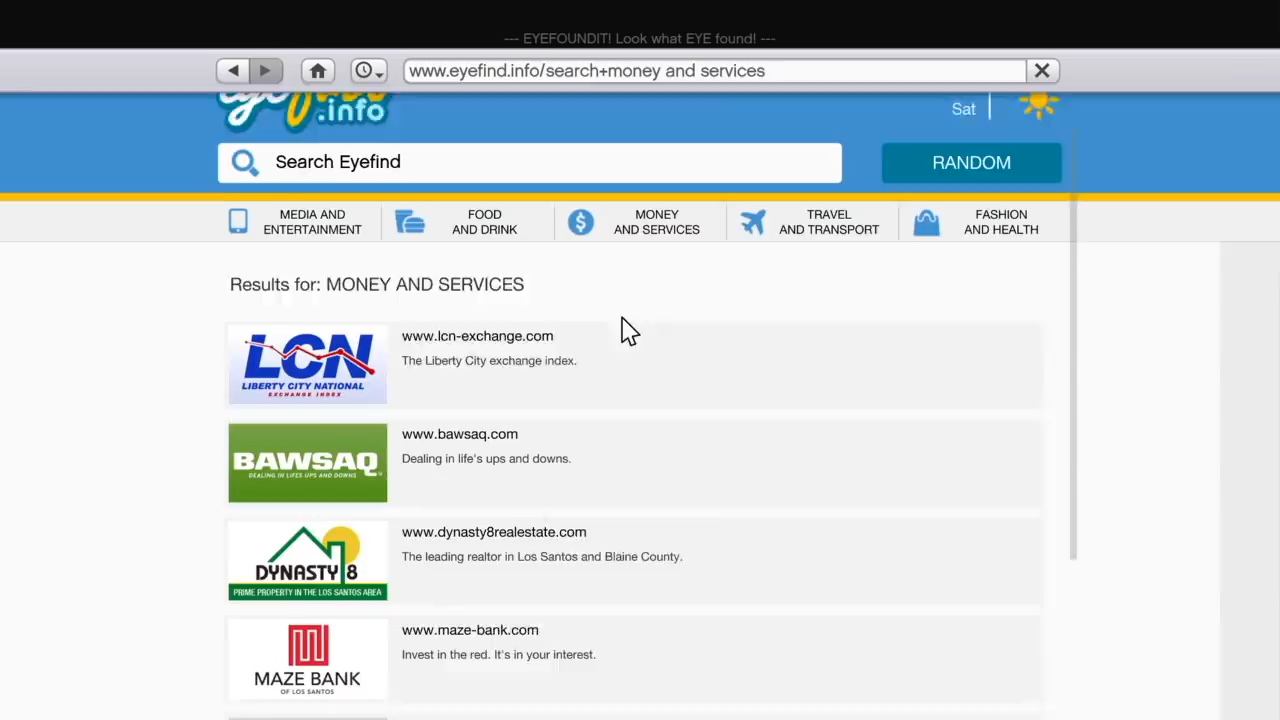 --- EYEFOUNDIT! Look what EYE found! ---
www.eyefind.info/search+money and services
eyefind
.info
Sat
Search Eyefind
RANDOM
MEDIA AND
ENTERTAINMENT
FOOD
AND DRINK
MONEY
AND SERVICES
TRAVEL
AND TRANSPORT
FASHION
AND HEALTH
Results for: MONEY AND SERVICES
LCN
LIBERTY CITY NATIONAL
EXCHANGE INDEX
www.lcn-exchange.com
The Liberty City exchange index.
BAWSAQ
DEALING IN LIFES UPS AND DOWNS
www.bawsaq.com
Dealing in life's ups and downs.
DYNASTY 8
PRIME PROPERTY IN THE LOS SANTOS AREA
www.dynasty8realestate.com
The leading realtor in Los Santos and Blaine County.
MAZE BANK
OF LOS SANTOS
www.maze-bank.com
Invest in the red. It's in your interest.